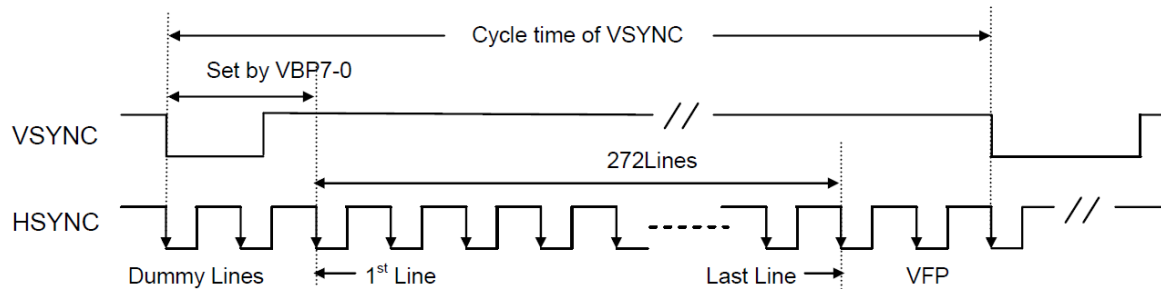 Cycle time of VSYNC
Set by VBP7-0
VSYNC
272Lines
HSYNC
Dummy Lines
1st Line
Last Line
VFP